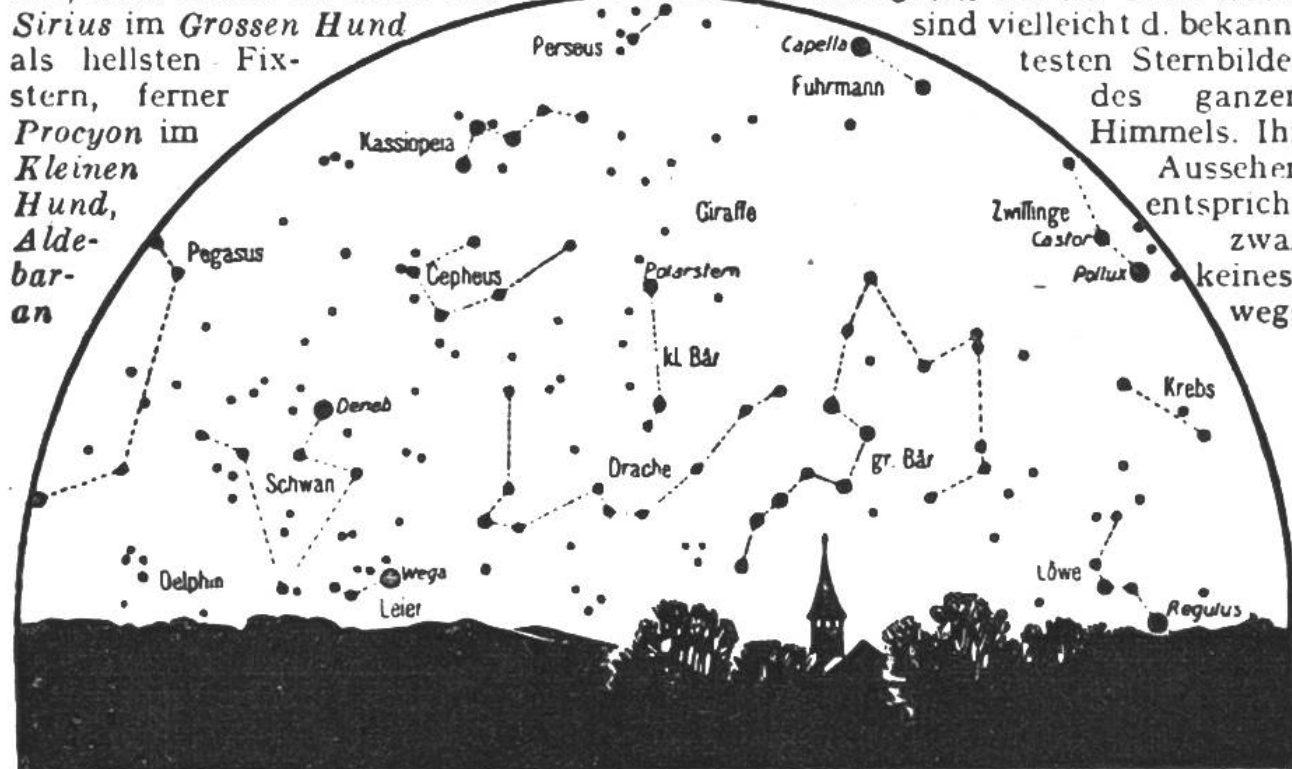 Sirius im Grossen Hund
als hellsten Fix-
stern, ferner
Procyon im
Kleinen
Hund,
Alde-
bar-
an
sind vielleicht d. bekann
testen Sternbilde
des ganzen
Himmels. Ih
Aussehen
entsprich
zwa
keines
weg
Perseus
Capella
Fuhrmann
Kassiopeia
Giraffe
Zwillinge
Castor
Pollux
Pegasus
Cepheus
Polarstern
kl. Bär
Krebs
Deneb
Schwan
Drache
gr. Bär
Delphin
Wega
Leier
Löwe
Regulus